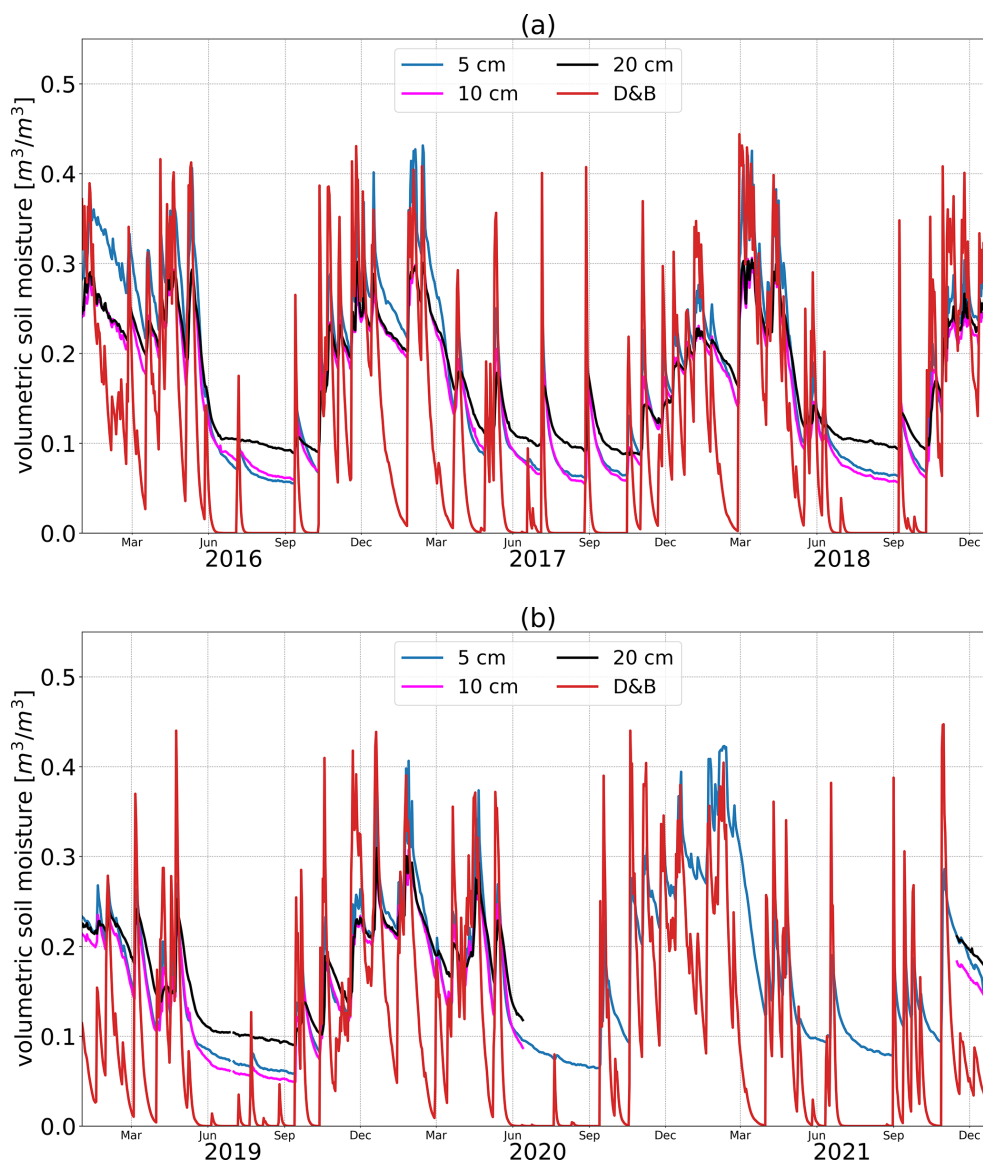 (a)
volumetric soil moisture [m³/m³]
5 cm 20 cm
10 cm D&B
0.5
0.4
0.3
0.2
0.1
0.0
Mar Jun Sep Dec Mar Jun Sep Dec Mar Jun Sep Dec
2016 2017 2018
(b)
volumetric soil moisture [m³/m³]
5 cm 20 cm
10 cm D&B
0.5
0.4
0.3
0.2
0.1
0.0
Mar Jun Sep Dec Mar Jun Sep Dec Mar Jun Sep Dec
2019 2020 2021